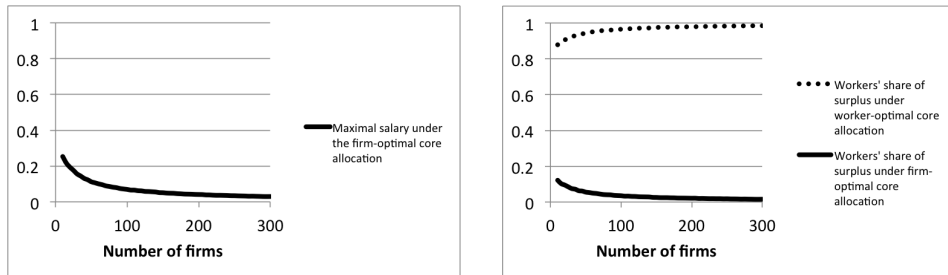 1
0.8
0.6
0.4
0.2
0
0
100
200
300
Number of firms
Maximal salary under
the firm-optimal core
allocation
1
0.8
0.6
0.4
0.2
0
0
100
200
300
Number of firms
Workers' share of
surplus under
worker-optimal core
allocation
Workers' share of
surplus under firm-
optimal core
allocation